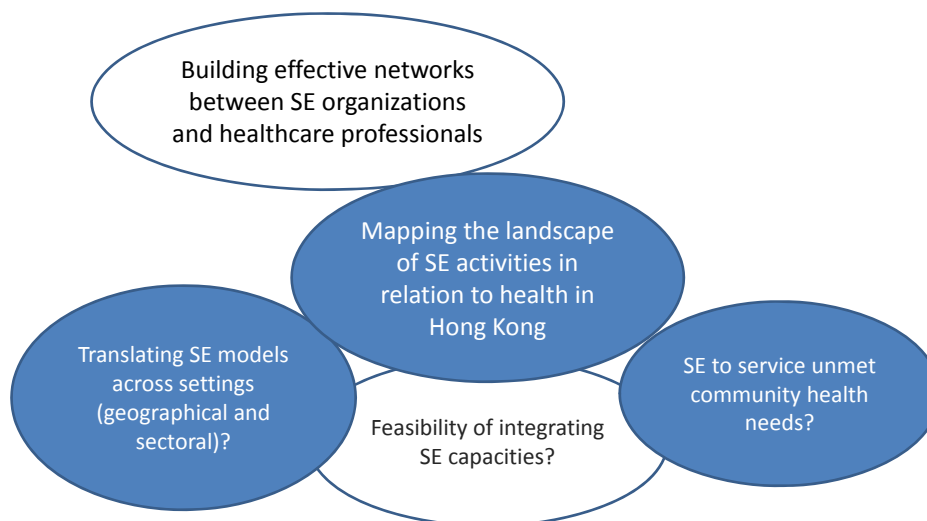 Building effective networks
between SE organizations
and healthcare professionals
Mapping the landscape
of SE activities in
relation to health in
Hong Kong
Translating SE models
across settings
(geographical and
sectoral)?
Feasibility of integrating
SE capacities?
SE to service unmet
community health
needs?